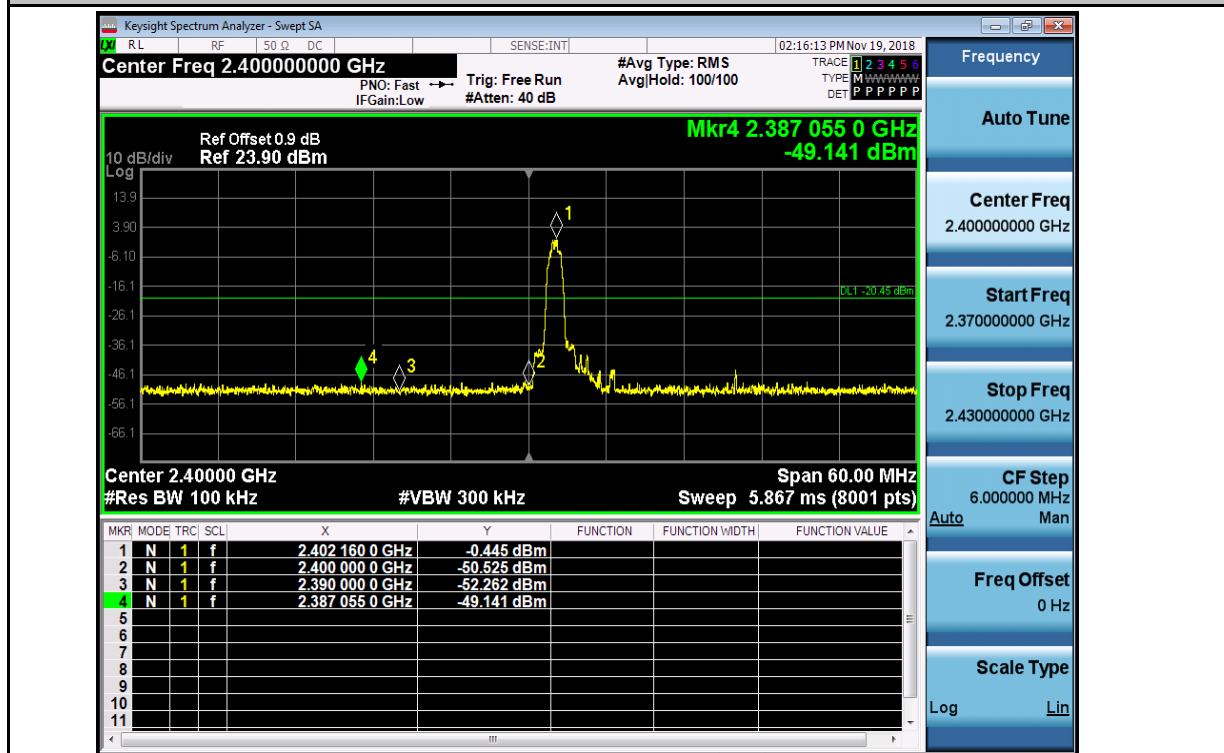 Keysight Spectrum Analyzer - Swept SA
LXI RL RF 50 Ω DC SENSE:INT 02:16:13 PM Nov 19, 2018
Center Freq 2.400000000 GHz
PNO: Fast
IFGain:Low
Trig: Free Run
#Atten: 40 dB
#Avg Type: RMS
Avg|Hold: 100/100
TRACE 1 2 3 4 5 6
TYPE MWWWWW
DET P P P P P P
Mkr4 2.387 055 0 GHz
-49.141 dBm
Ref Offset 0.9 dB
10 dB/div Ref 23.90 dBm
Log
13.9
3.90
-6.10
-16.1
-26.1
-36.1
-46.1
-56.1
-66.1
1
DL1 -20.45 dBm
4
3
2
Center 2.40000 GHz Span 60.00 MHz
#Res BW 100 kHz #VBW 300 kHz Sweep 5.867 ms (8001 pts)
MKR MODE TRC SCL X Y FUNCTION FUNCTION WIDTH FUNCTION VALUE
1 N 1 f 2.402 160 0 GHz -0.445 dBm
2 N 1 f 2.400 000 0 GHz -50.525 dBm
3 N 1 f 2.390 000 0 GHz -52.262 dBm
4 N 1 f 2.387 055 0 GHz -49.141 dBm
5
6
7
8
9
10
11
Frequency
Auto Tune
Center Freq
2.400000000 GHz
Start Freq
2.370000000 GHz
Stop Freq
2.430000000 GHz
CF Step
6.000000 MHz
Auto Man
Freq Offset
0 Hz
Scale Type
Log Lin